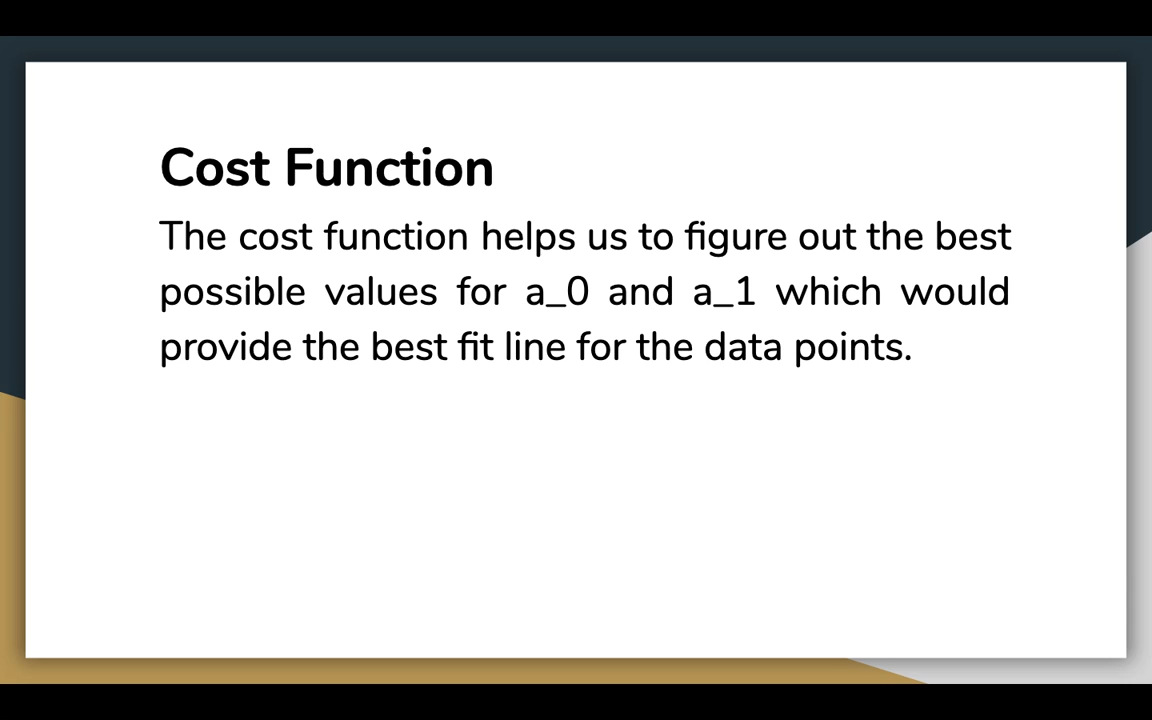 Cost Function
The cost function helps us to figure out the best
possible values for a_0 and a_1 which would
provide the best fit line for the data points.